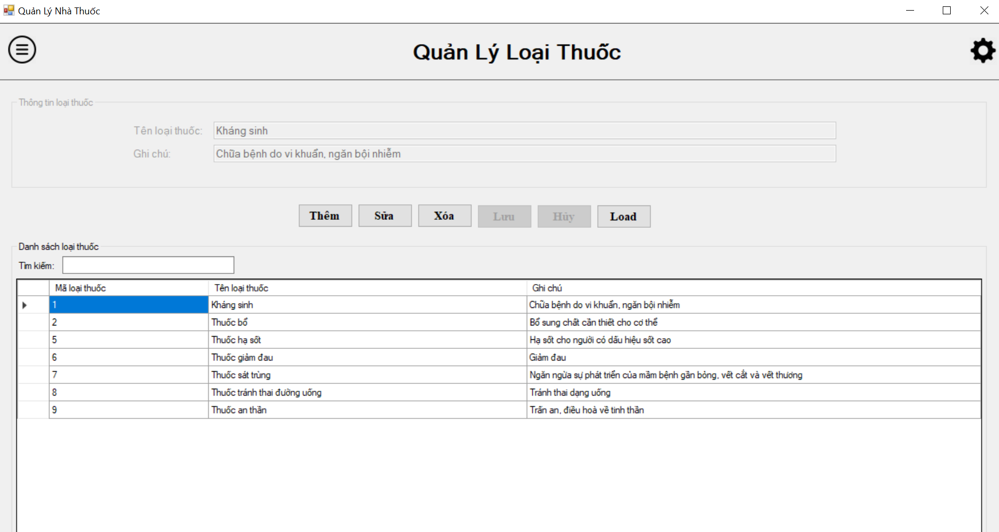 Quản Lý Nhà Thuốc
Quản Lý Loại Thuốc
Thông tin loại thuốc
Tên loại thuốc: Kháng sinh
Ghi chú: Chữa bệnh do vi khuẩn, ngăn bội nhiễm
Thêm Sửa Xóa Lưu Hủy Load
Danh sách loại thuốc
Tìm kiếm:
Mã loại thuốc Tên loại thuốc Ghi chú
1 Kháng sinh Chữa bệnh do vi khuẩn, ngăn bội nhiễm
2 Thuốc bổ Bổ sung chất cần thiết cho cơ thể
5 Thuốc hạ sốt Hạ sốt cho người có dấu hiệu sốt cao
6 Thuốc giảm đau Giảm đau
7 Thuốc sát trùng Ngăn ngừa sự phát triển của mầm bệnh gần bỏng, vết cắt và vết thương
8 Thuốc tránh thai đường uống Tránh thai dạng uống
9 Thuốc an thần Trấn an, điều hoà về tinh thần